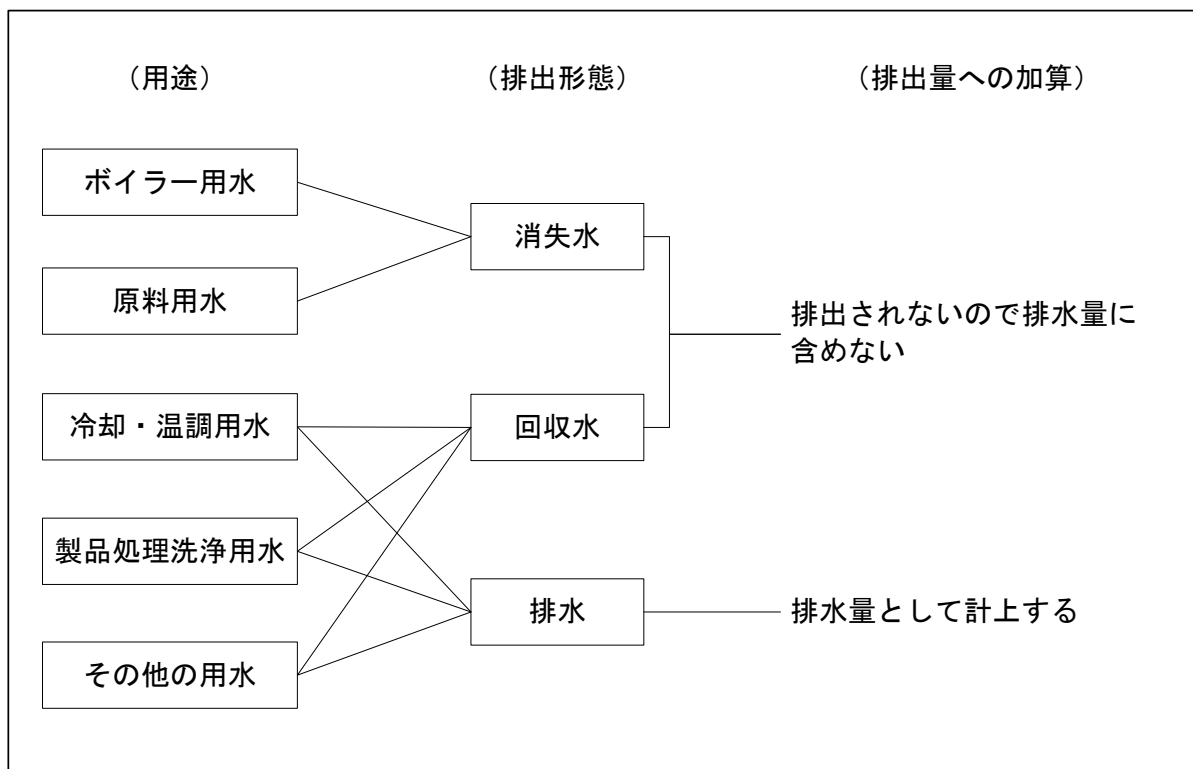 （用途）
（排出形態）
（排出量への加算）
ボイラー用水
原料用水
冷却・温調用水
製品処理洗浄用水
その他の用水
消失水
回収水
排水
排出されないので排水量に
含めない
排水量として計上する